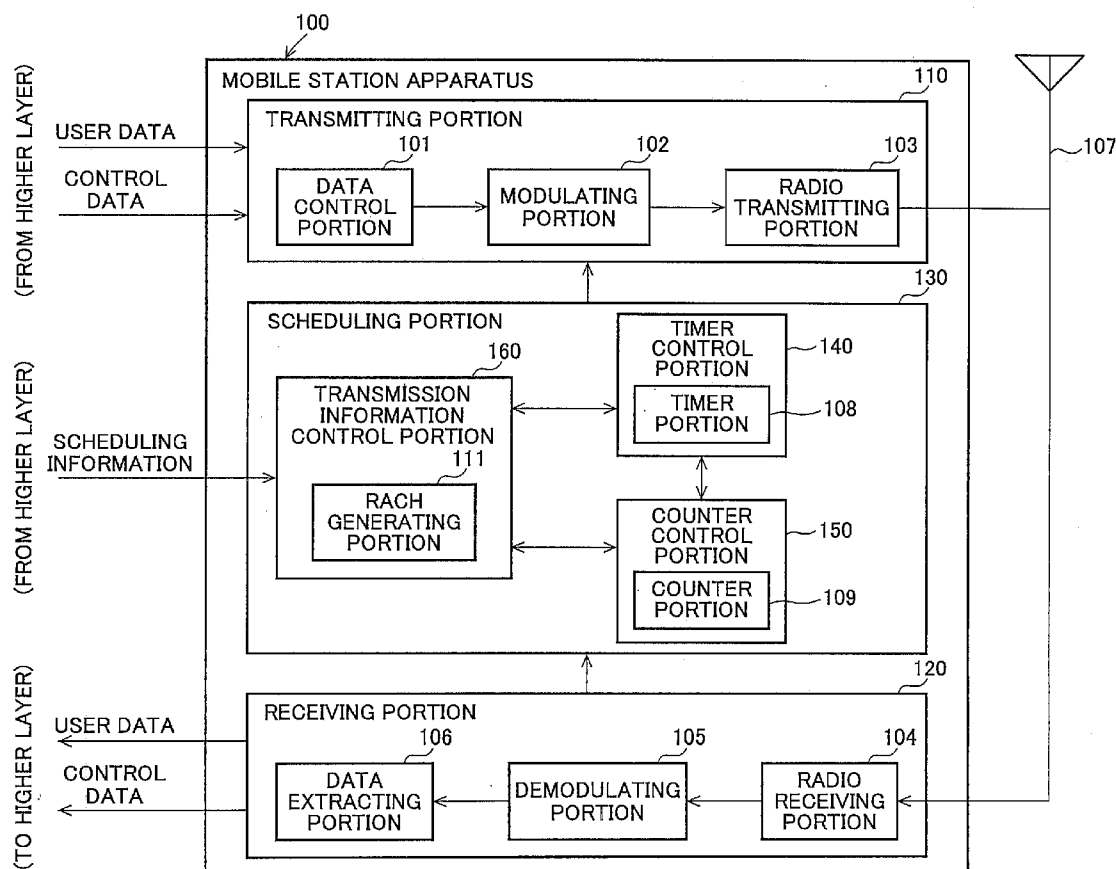 100
MOBILE STATION APPARATUS
110
TRANSMITTING PORTION
(FROM HIGHER LAYER)
USER DATA
CONTROL
DATA
101
DATA
CONTROL
PORTION
102
MODULATING
PORTION
103
RADIO
TRANSMITTING
PORTION
107
130
SCHEDULING PORTION
(FROM HIGHER LAYER)
SCHEDULING
INFORMATION
160
TRANSMISSION
INFORMATION
CONTROL PORTION
111
RACH
GENERATING
PORTION
TIMER
CONTROL
PORTION
140
TIMER
PORTION
108
COUNTER
CONTROL
PORTION
150
COUNTER
PORTION
109
120
RECEIVING PORTION
(TO HIGHER LAYER)
USER DATA
CONTROL
DATA
106
DATA
EXTRACTING
PORTION
105
DEMODULATING
PORTION
104
RADIO
RECEIVING
PORTION